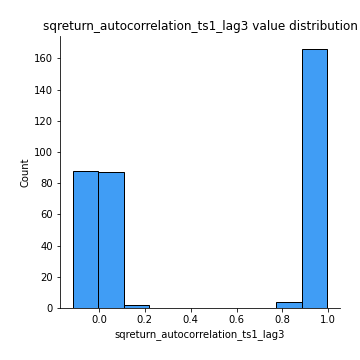 sqreturn_autocorrelation_ts1_lag3 value distribution
160
140
120
100
80
60
40
20
0
Count
0.0 0.2 0.4 0.6 0.8 1.0
sqreturn_autocorrelation_ts1_lag3